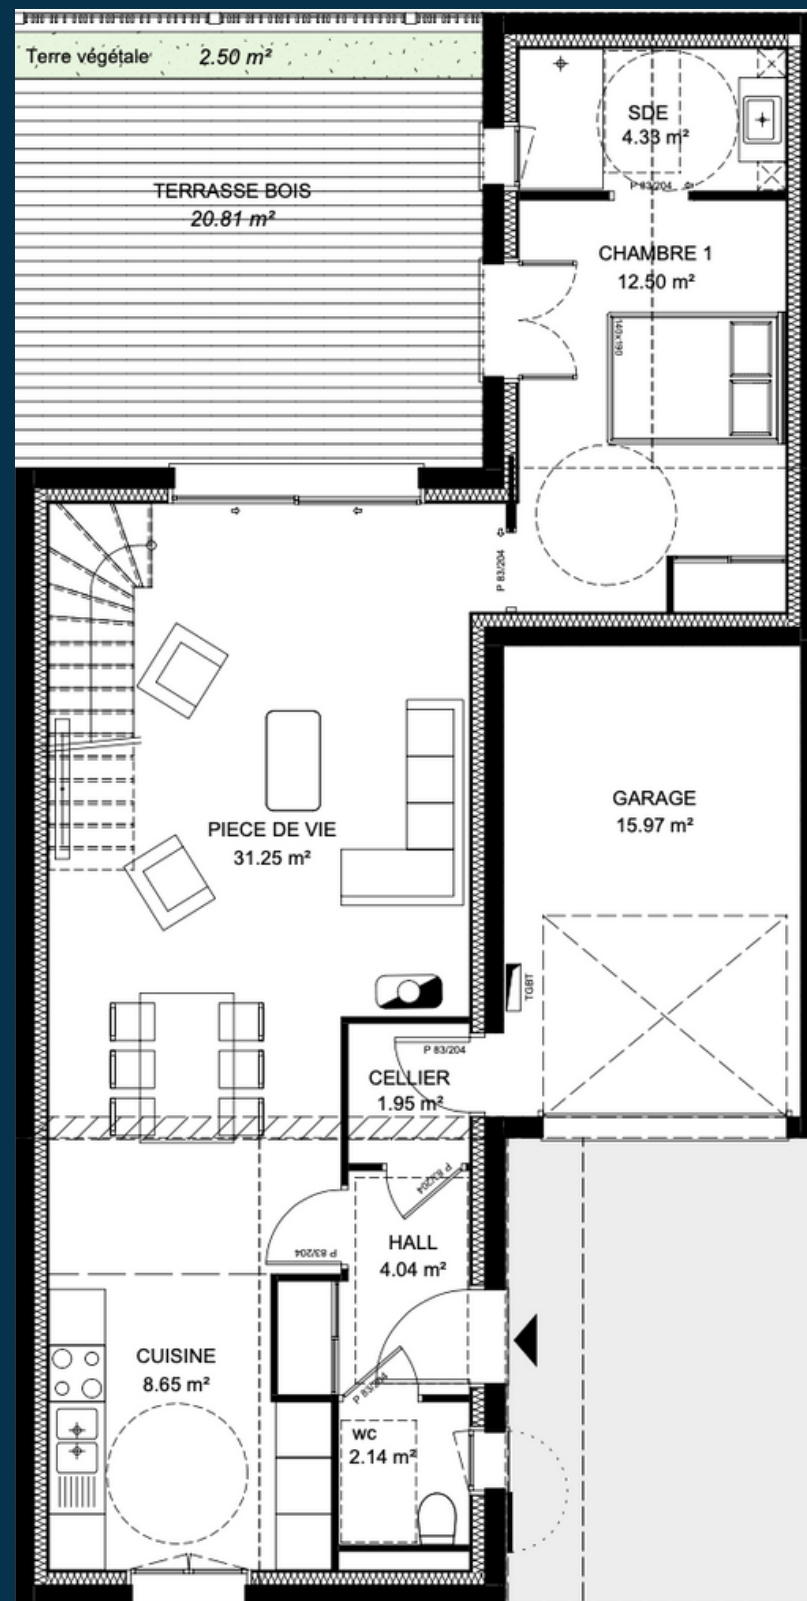 Terre végétale 2.50 m²
SDE
4.33 m²
P 83/204
TERRASSE BOIS
20.81 m²
CHAMBRE 1
12.50 m²
140x190
P 83/204
GARAGE
15.97 m²
PIECE DE VIE
31.25 m²
TGBT
P 83/204
CELLIER
1.95 m²
P 83/204
HALL
4.04 m²
P 83/204
CUISINE
8.65 m²
P 83/204
WC
2.14 m²